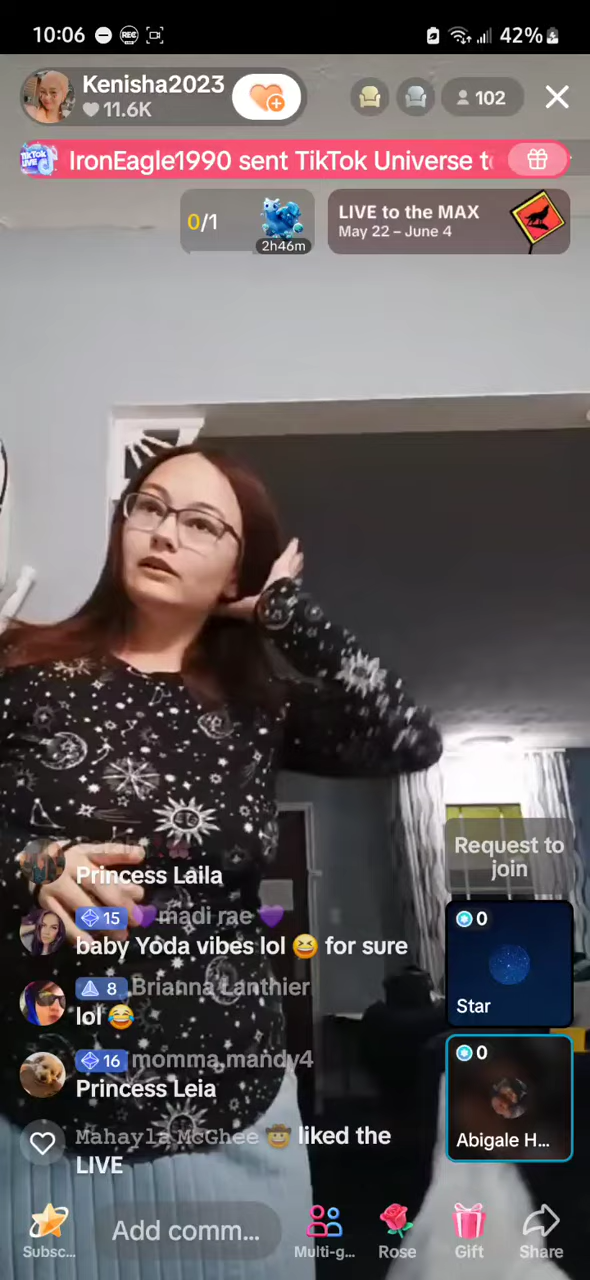 10:06
REC
42%
Kenisha2023
11.6K
102
TikTok LIVE
IronEagle1990 sent TikTok Universe t
0/1
2h46m
LIVE to the MAX
May 22 – June 4
Request to join
Princess Laila
15 💜madi rae 💜
baby Yoda vibes lol 😆 for sure
8 Brianna Lanthier
lol 😂
16 momma.mandy4
Princess Leia
Mahayla McGhee 🤠 liked the
LIVE
0
Star
0
Abigale H...
Add comm...
Subsc...
Multi-g...
Rose
Gift
Share